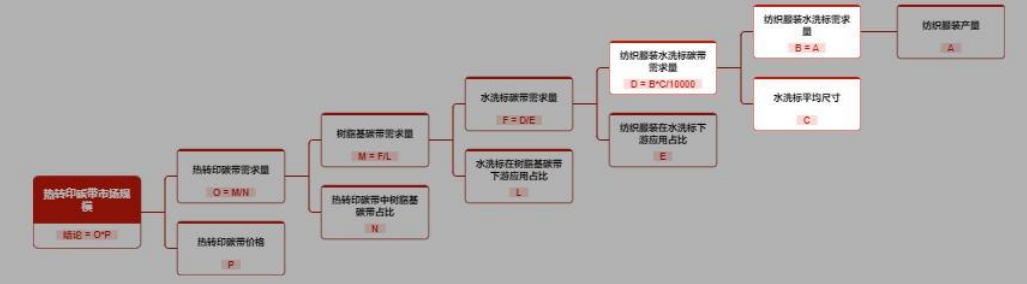 热转印碳带市场规
模
结论 = O*P
热转印碳带需求量
O = M/N
热转印碳带价格
P
树脂基碳带需求量
M = F/L
热转印碳带中树脂基
碳带占比
N
水洗标碳带需求量
F = D/E
水洗标在树脂基碳带
下游应用占比
L
纺织服装水洗标碳带
需求量
D = B*C/10000
纺织服装在水洗标下
游应用占比
E
纺织服装水洗标需求
量
B = A
水洗标平均尺寸
C
纺织服装产量
A